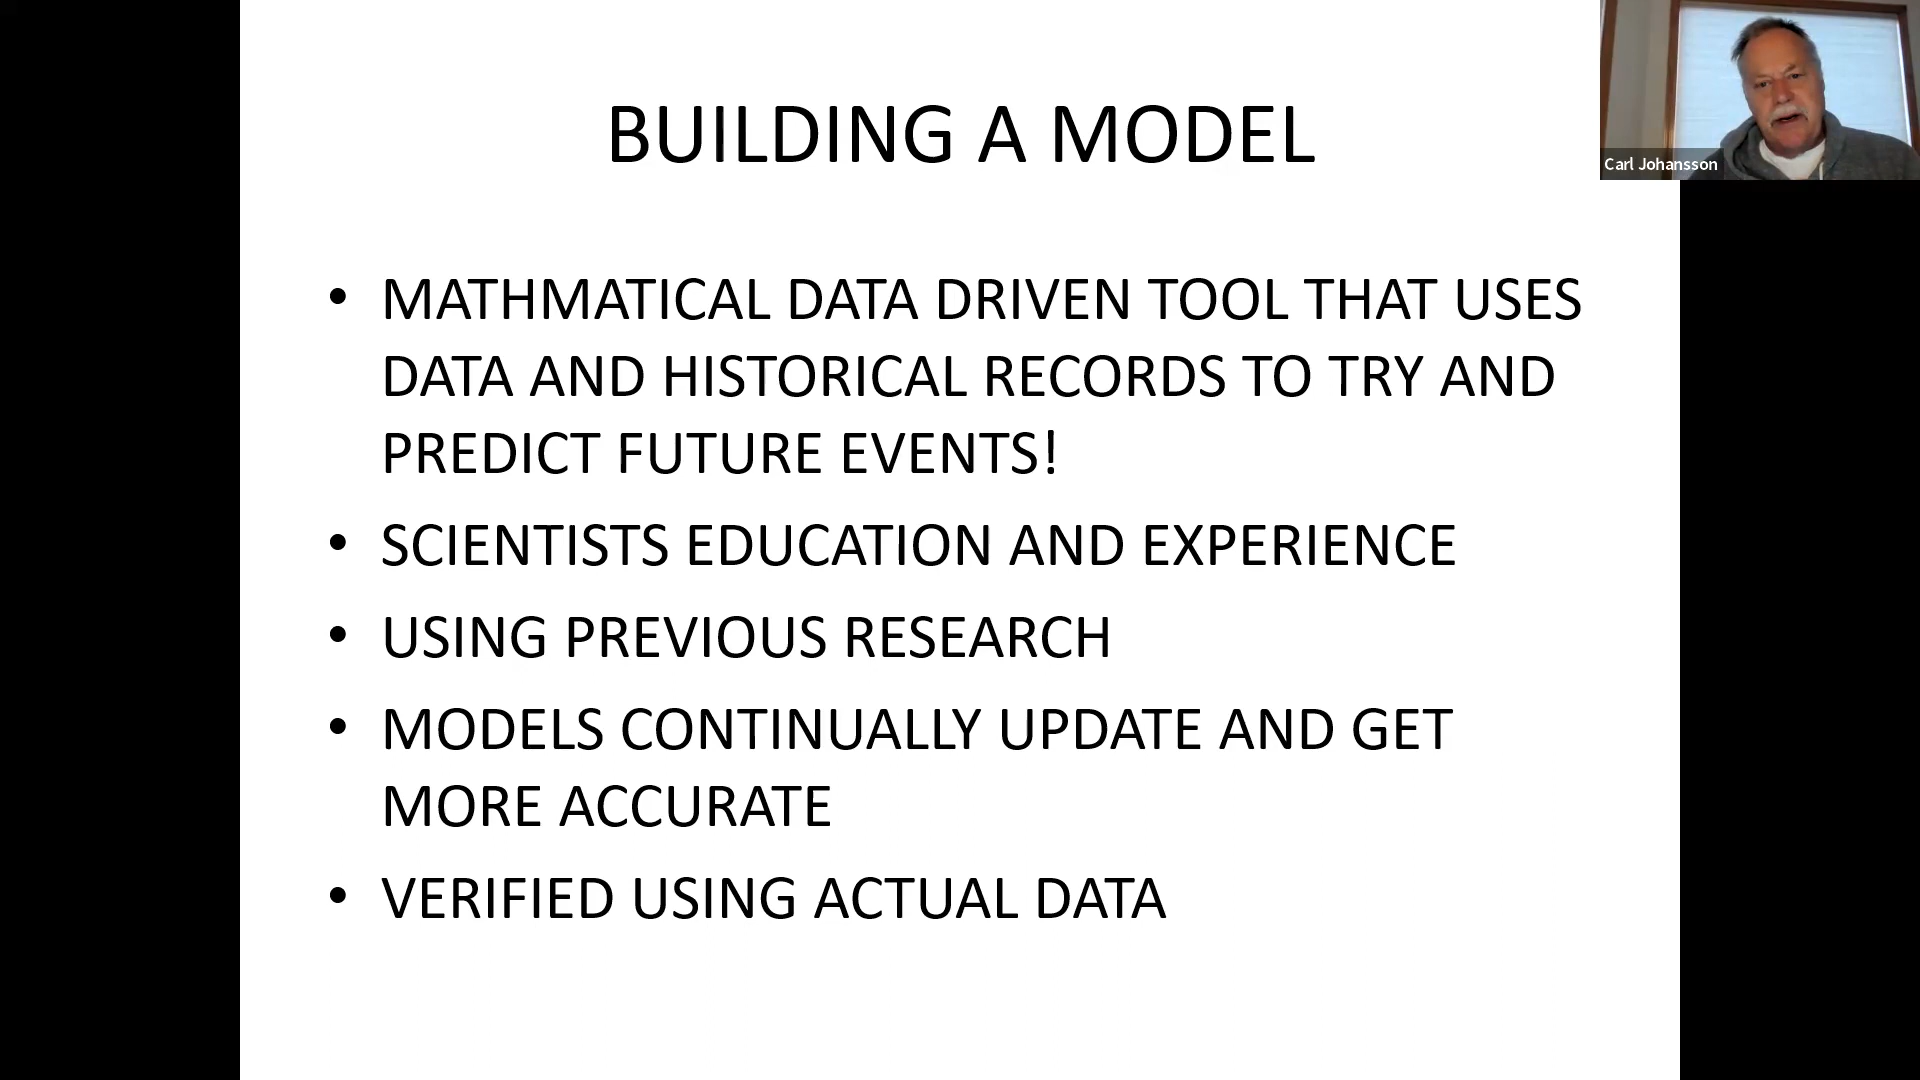 BUILDING A MODEL
Carl Johansson
• MATHMATICAL DATA DRIVEN TOOL THAT USES
DATA AND HISTORICAL RECORDS TO TRY AND
PREDICT FUTURE EVENTS!
• SCIENTISTS EDUCATION AND EXPERIENCE
• USING PREVIOUS RESEARCH
• MODELS CONTINUALLY UPDATE AND GET
MORE ACCURATE
• VERIFIED USING ACTUAL DATA